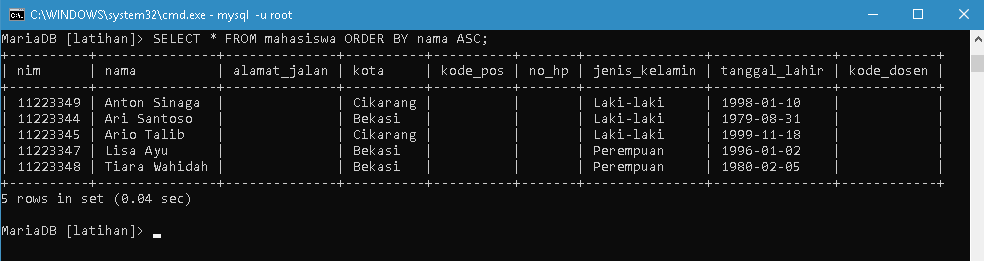 C:\WINDOWS\system32\cmd.exe - mysql -u root
MariaDB [latihan]> SELECT * FROM mahasiswa ORDER BY nama ASC;
+----------+---------------+--------------+----------+----------+-------+---------------+---------------+------------+
| nim | nama | alamat_jalan | kota | kode_pos | no_hp | jenis_kelamin | tanggal_lahir | kode_dosen |
+----------+---------------+--------------+----------+----------+-------+---------------+---------------+------------+
| 11223349 | Anton Sinaga | | Cikarang | | | Laki-laki | 1998-01-10 | |
| 11223344 | Ari Santoso | | Bekasi | | | Laki-laki | 1979-08-31 | |
| 11223345 | Ario Talib | | Cikarang | | | Laki-laki | 1999-11-18 | |
| 11223347 | Lisa Ayu | | Bekasi | | | Perempuan | 1996-01-02 | |
| 11223348 | Tiara Wahidah | | Bekasi | | | Perempuan | 1980-02-05 | |
+----------+---------------+--------------+----------+----------+-------+---------------+---------------+------------+
5 rows in set (0.04 sec)
MariaDB [latihan]>